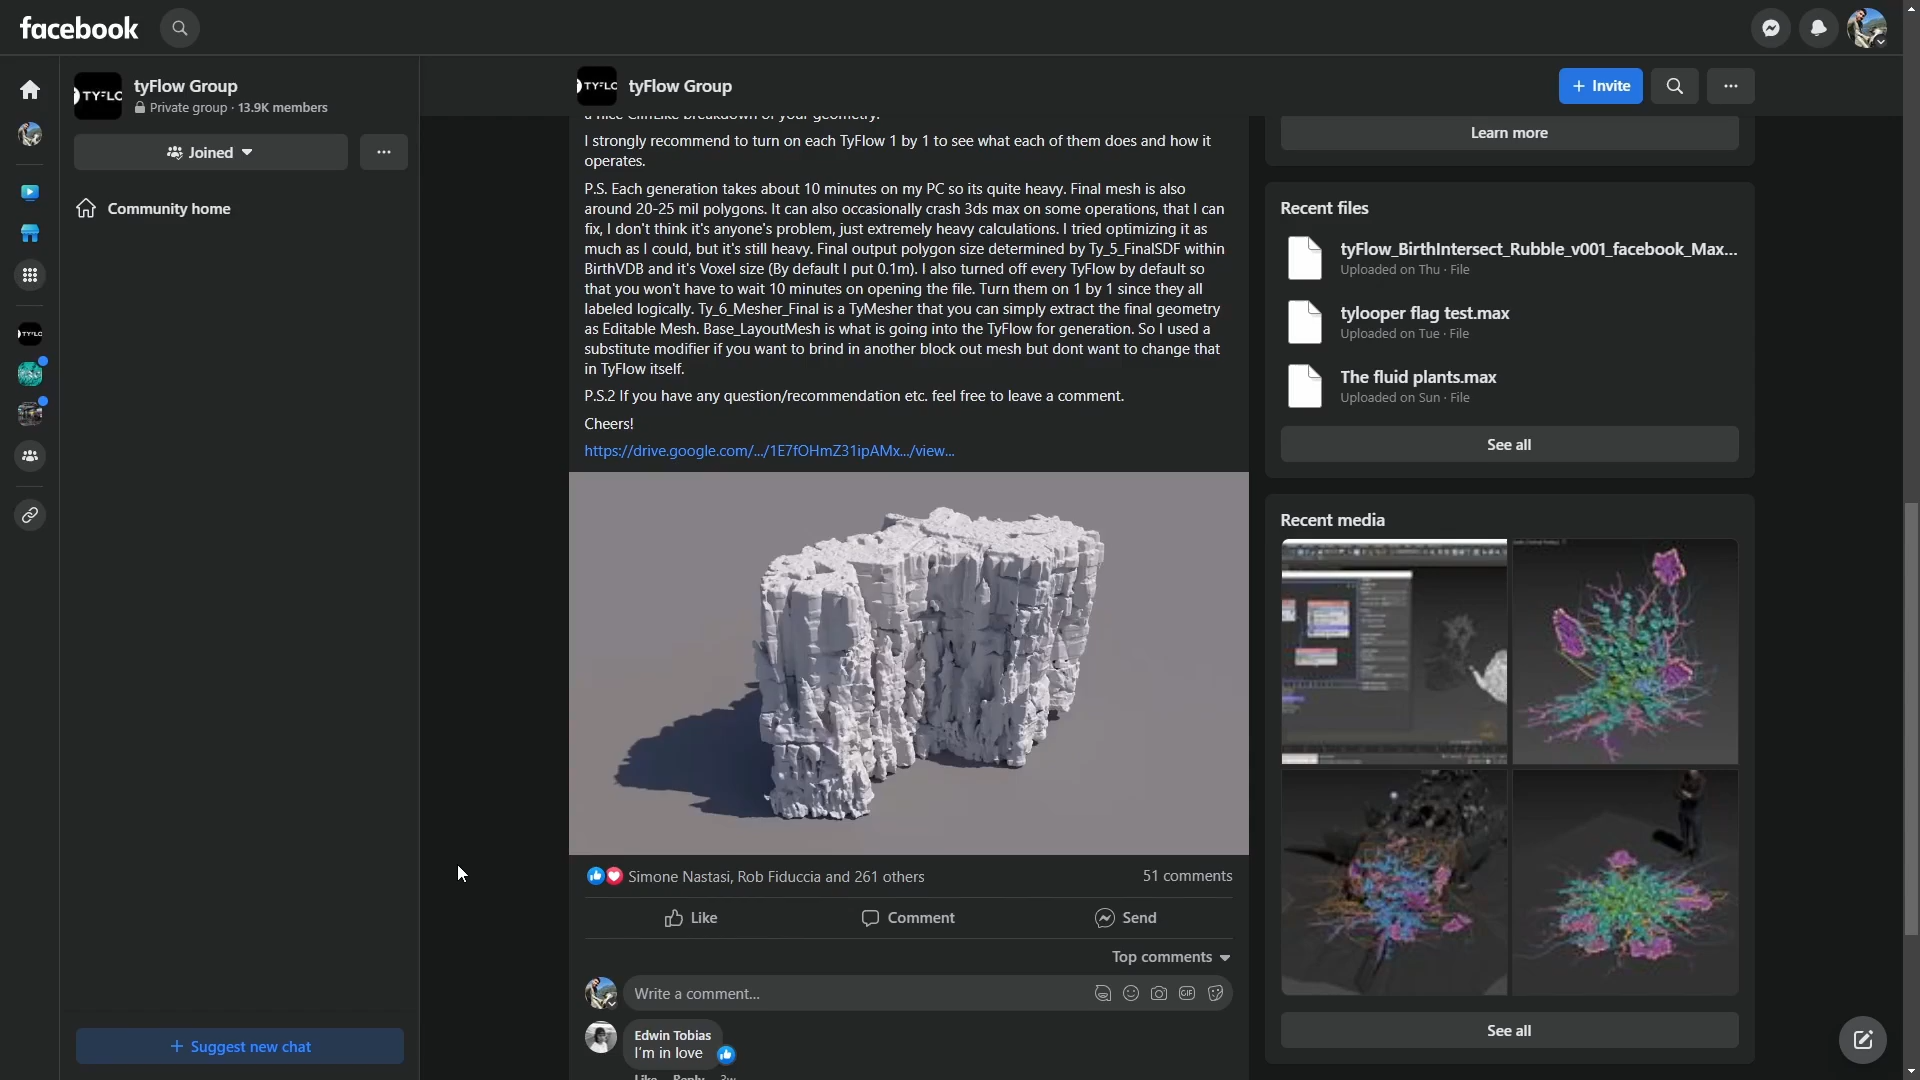 facebook
TYFLO
tyFlow Group
Private group · 13.9K members
Joined
Community home
+ Suggest new chat
TYFLO
tyFlow Group
+ Invite
a nice CliffLike breakdown of your geometry.
I strongly recommend to turn on each TyFlow 1 by 1 to see what each of them does and how it
operates.
P.S. Each generation takes about 10 minutes on my PC so its quite heavy. Final mesh is also
around 20-25 mil polygons. It can also occasionally crash 3ds max on some operations, that I can
fix, I don't think it's anyone's problem, just extremely heavy calculations. I tried optimizing it as
much as I could, but it's still heavy. Final output polygon size determined by Ty_5_FinalSDF within
BirthVDB and it's Voxel size (By default I put 0.1m). I also turned off every TyFlow by default so
that you won't have to wait 10 minutes on opening the file. Turn them on 1 by 1 since they all
labeled logically. Ty_6_Mesher_Final is a TyMesher that you can simply extract the final geometry
as Editable Mesh. Base_LayoutMesh is what is going into the TyFlow for generation. So I used a
substitute modifier if you want to brind in another block out mesh but dont want to change that
in TyFlow itself.
P.S.2 If you have any question/recommendation etc. feel free to leave a comment.
Cheers!
https://drive.google.com/.../1E7fOHmZ31ipAMx.../view...
Simone Nastasi, Rob Fiduccia and 261 others
51 comments
Like
Comment
Send
Top comments
Write a comment...
GIF
Edwin Tobias
I'm in love
Like Reply 3w
Learn more
Recent files
tyFlow_BirthIntersect_Rubble_v001_facebook_Max...
Uploaded on Thu · File
tylooper flag test.max
Uploaded on Tue · File
The fluid plants.max
Uploaded on Sun · File
See all
Recent media
See all